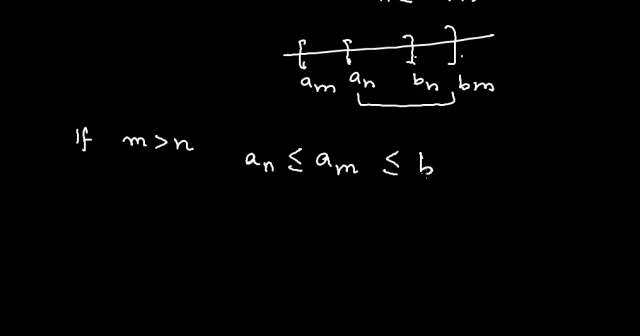 [ [ ] ]
a_m a_n b_n b_m
If m > n a_n ≤ a_m ≤ b